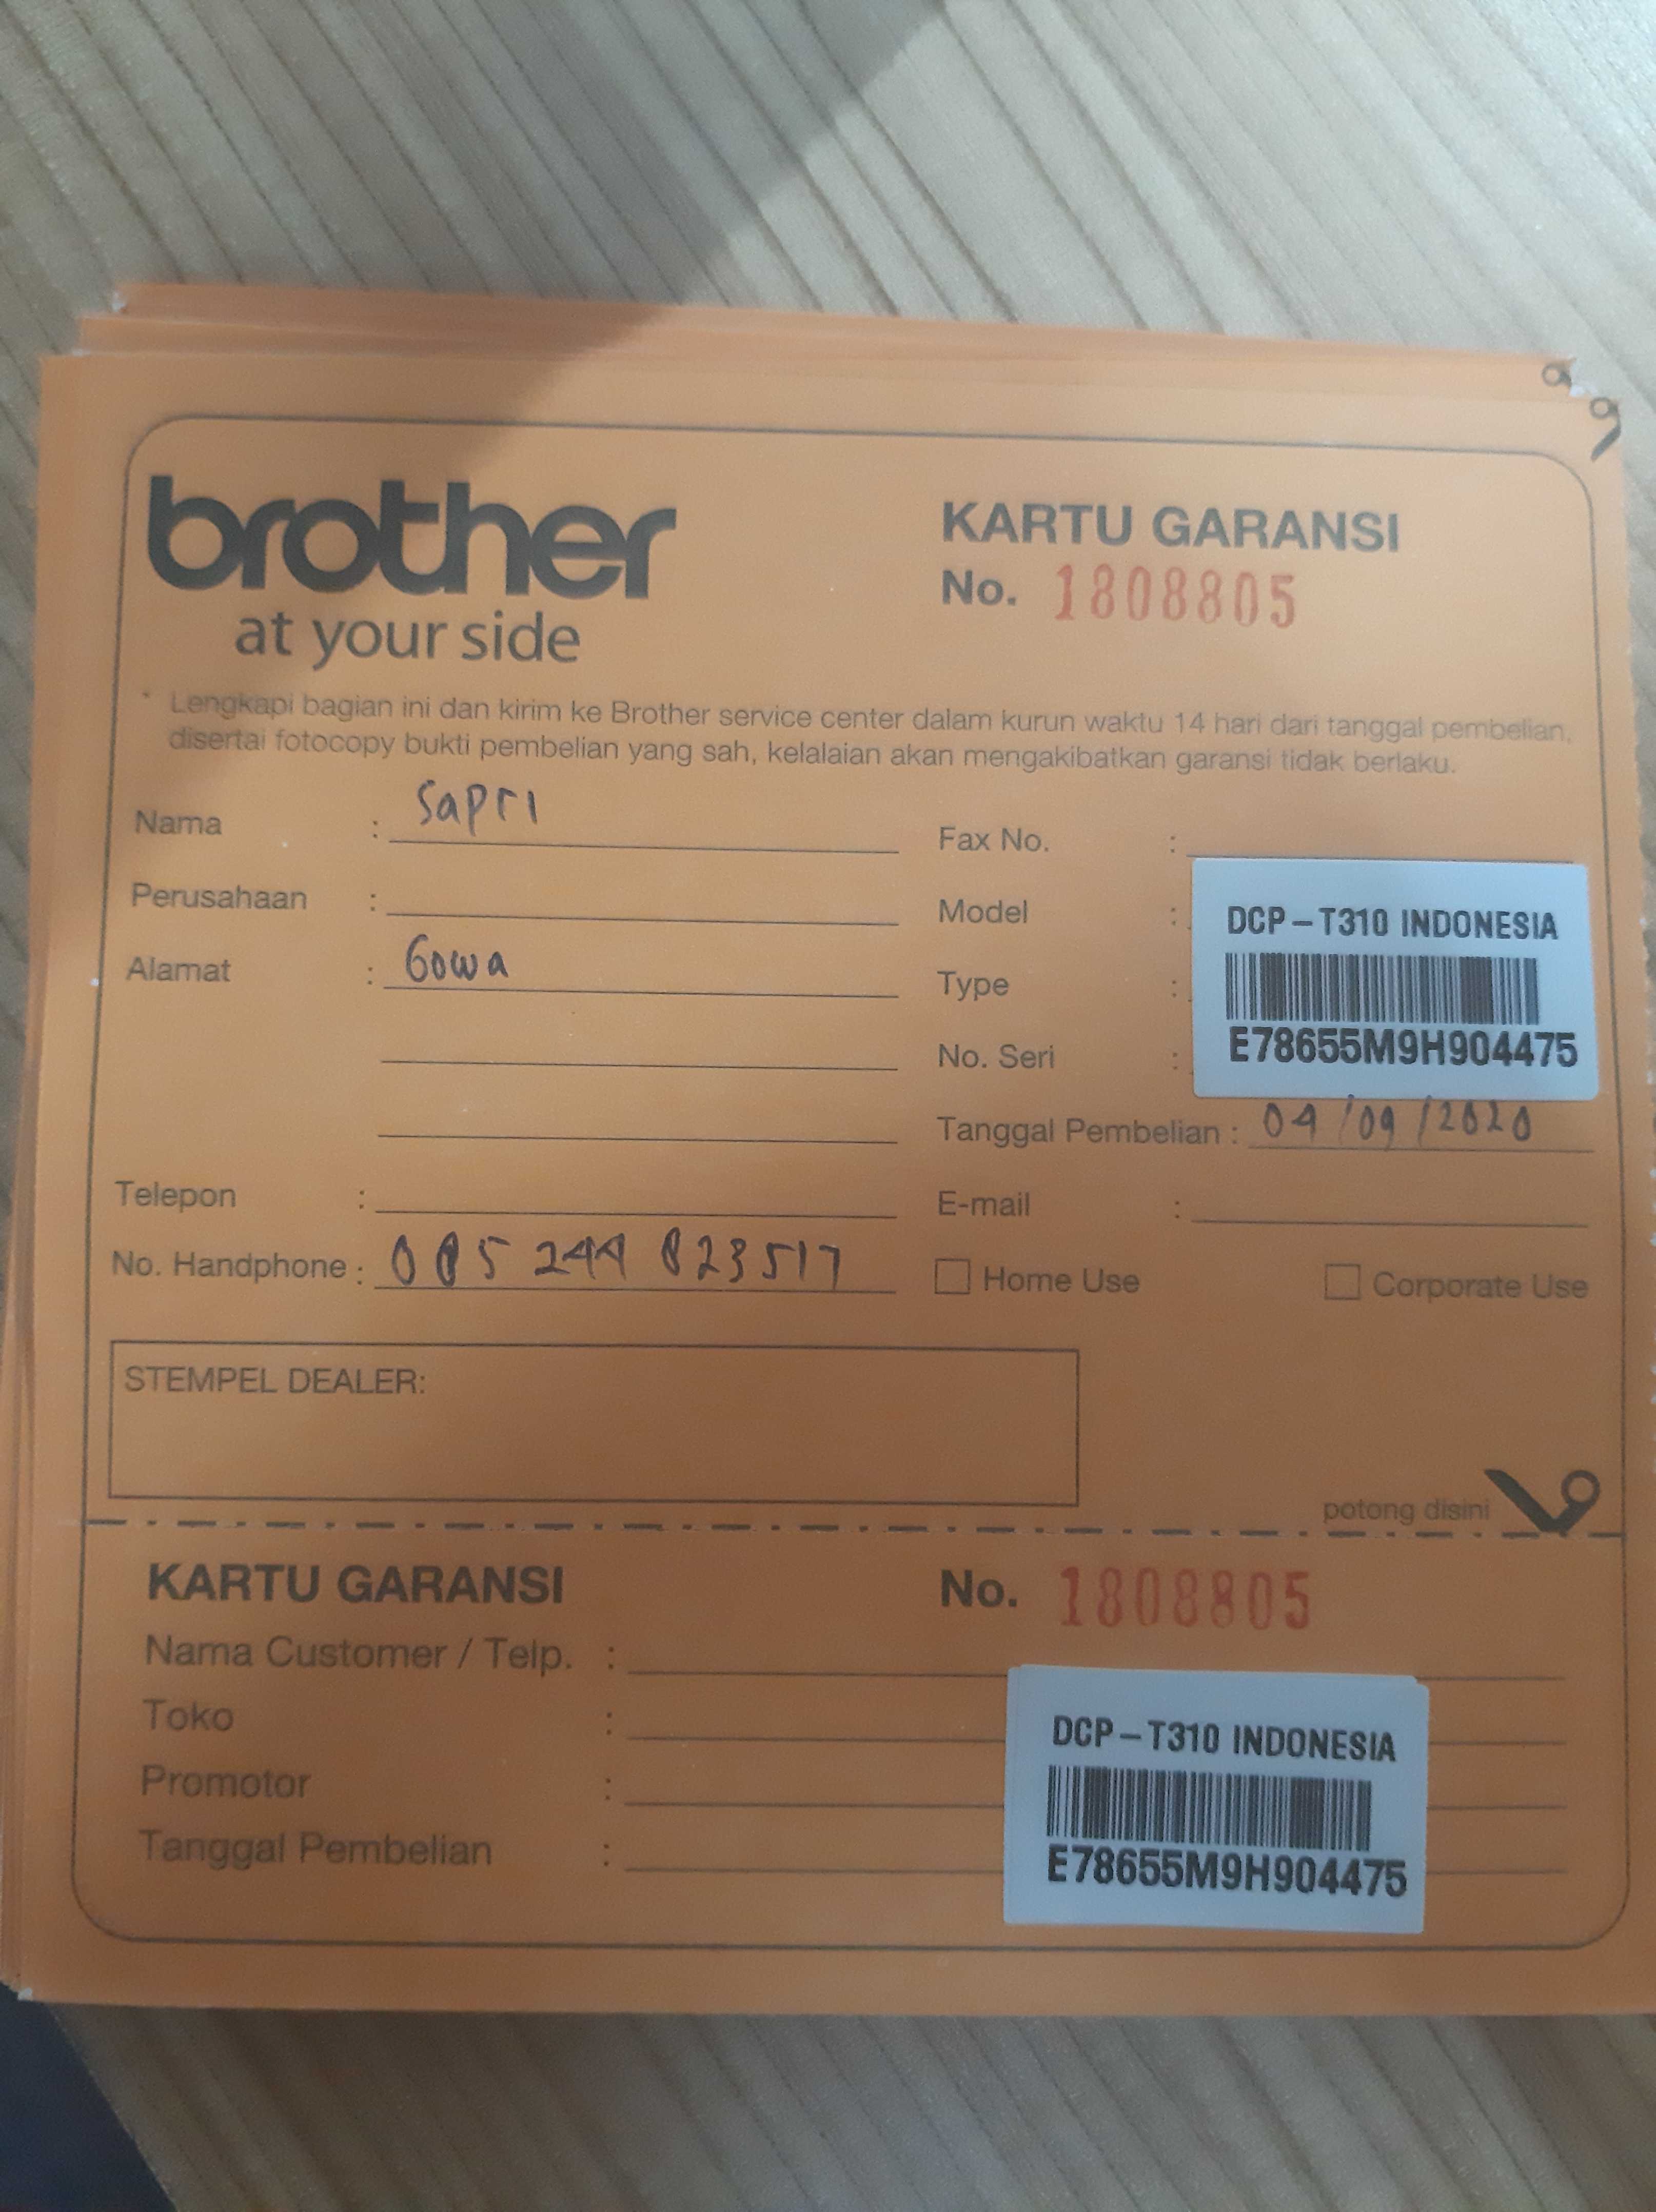 brother
at your side
KARTU GARANSI
No. 1808805
* Lengkapi bagian ini dan kirim ke Brother service center dalam kurun waktu 14 hari dari tanggal pembelian,
disertai fotocopy bukti pembelian yang sah, kelalaian akan mengakibatkan garansi tidak berlaku.
Nama : Sapri
Perusahaan :
Alamat : Gowa
Telepon :
No. Handphone : 085 244 823517
Fax No. :
Model :
Type :
No. Seri :
DCP-T310 INDONESIA
E78655M9H904475
Tanggal Pembelian : 04/09/2020
E-mail :
Home Use
Corporate Use
STEMPEL DEALER:
potong disini
KARTU GARANSI
No. 1808805
Nama Customer / Telp. :
Toko :
Promotor :
Tanggal Pembelian :
DCP-T310 INDONESIA
E78655M9H904475